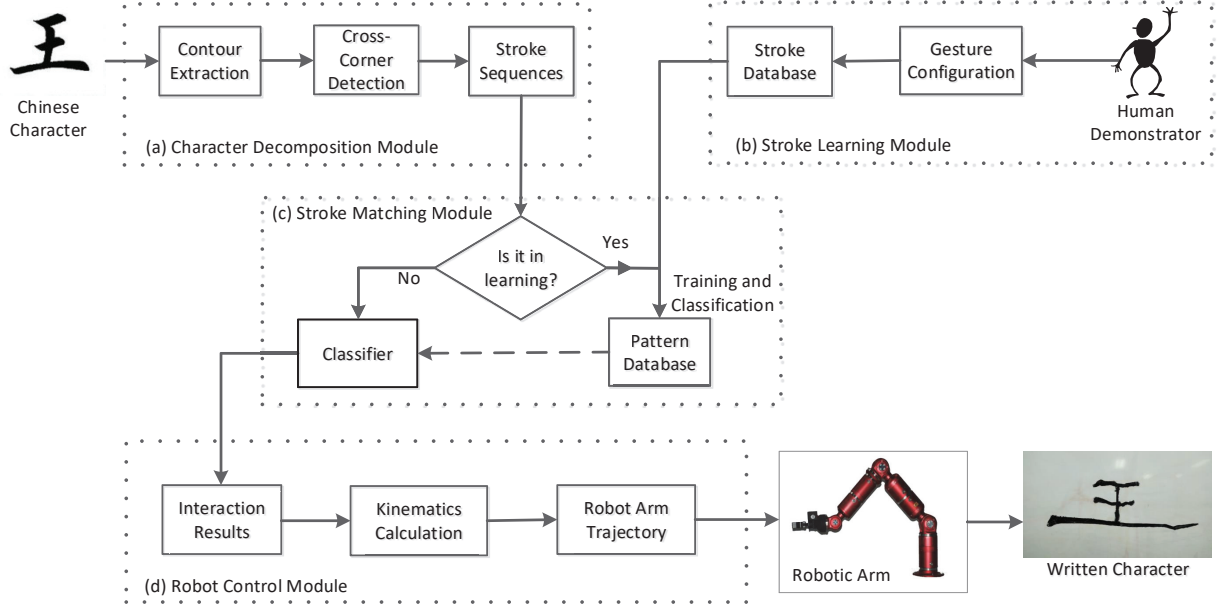 王
Chinese
Character
Contour
Extraction
Cross-
Corner
Detection
Stroke
Sequences
(a) Character Decomposition Module
Stroke
Database
Gesture
Configuration
Human
Demonstrator
(b) Stroke Learning Module
(c) Stroke Matching Module
Is it in
learning?
Yes
No
Training and
Classification
Classifier
Pattern
Database
Interaction
Results
Kinematics
Calculation
Robot Arm
Trajectory
(d) Robot Control Module
Robotic Arm
王
Written Character